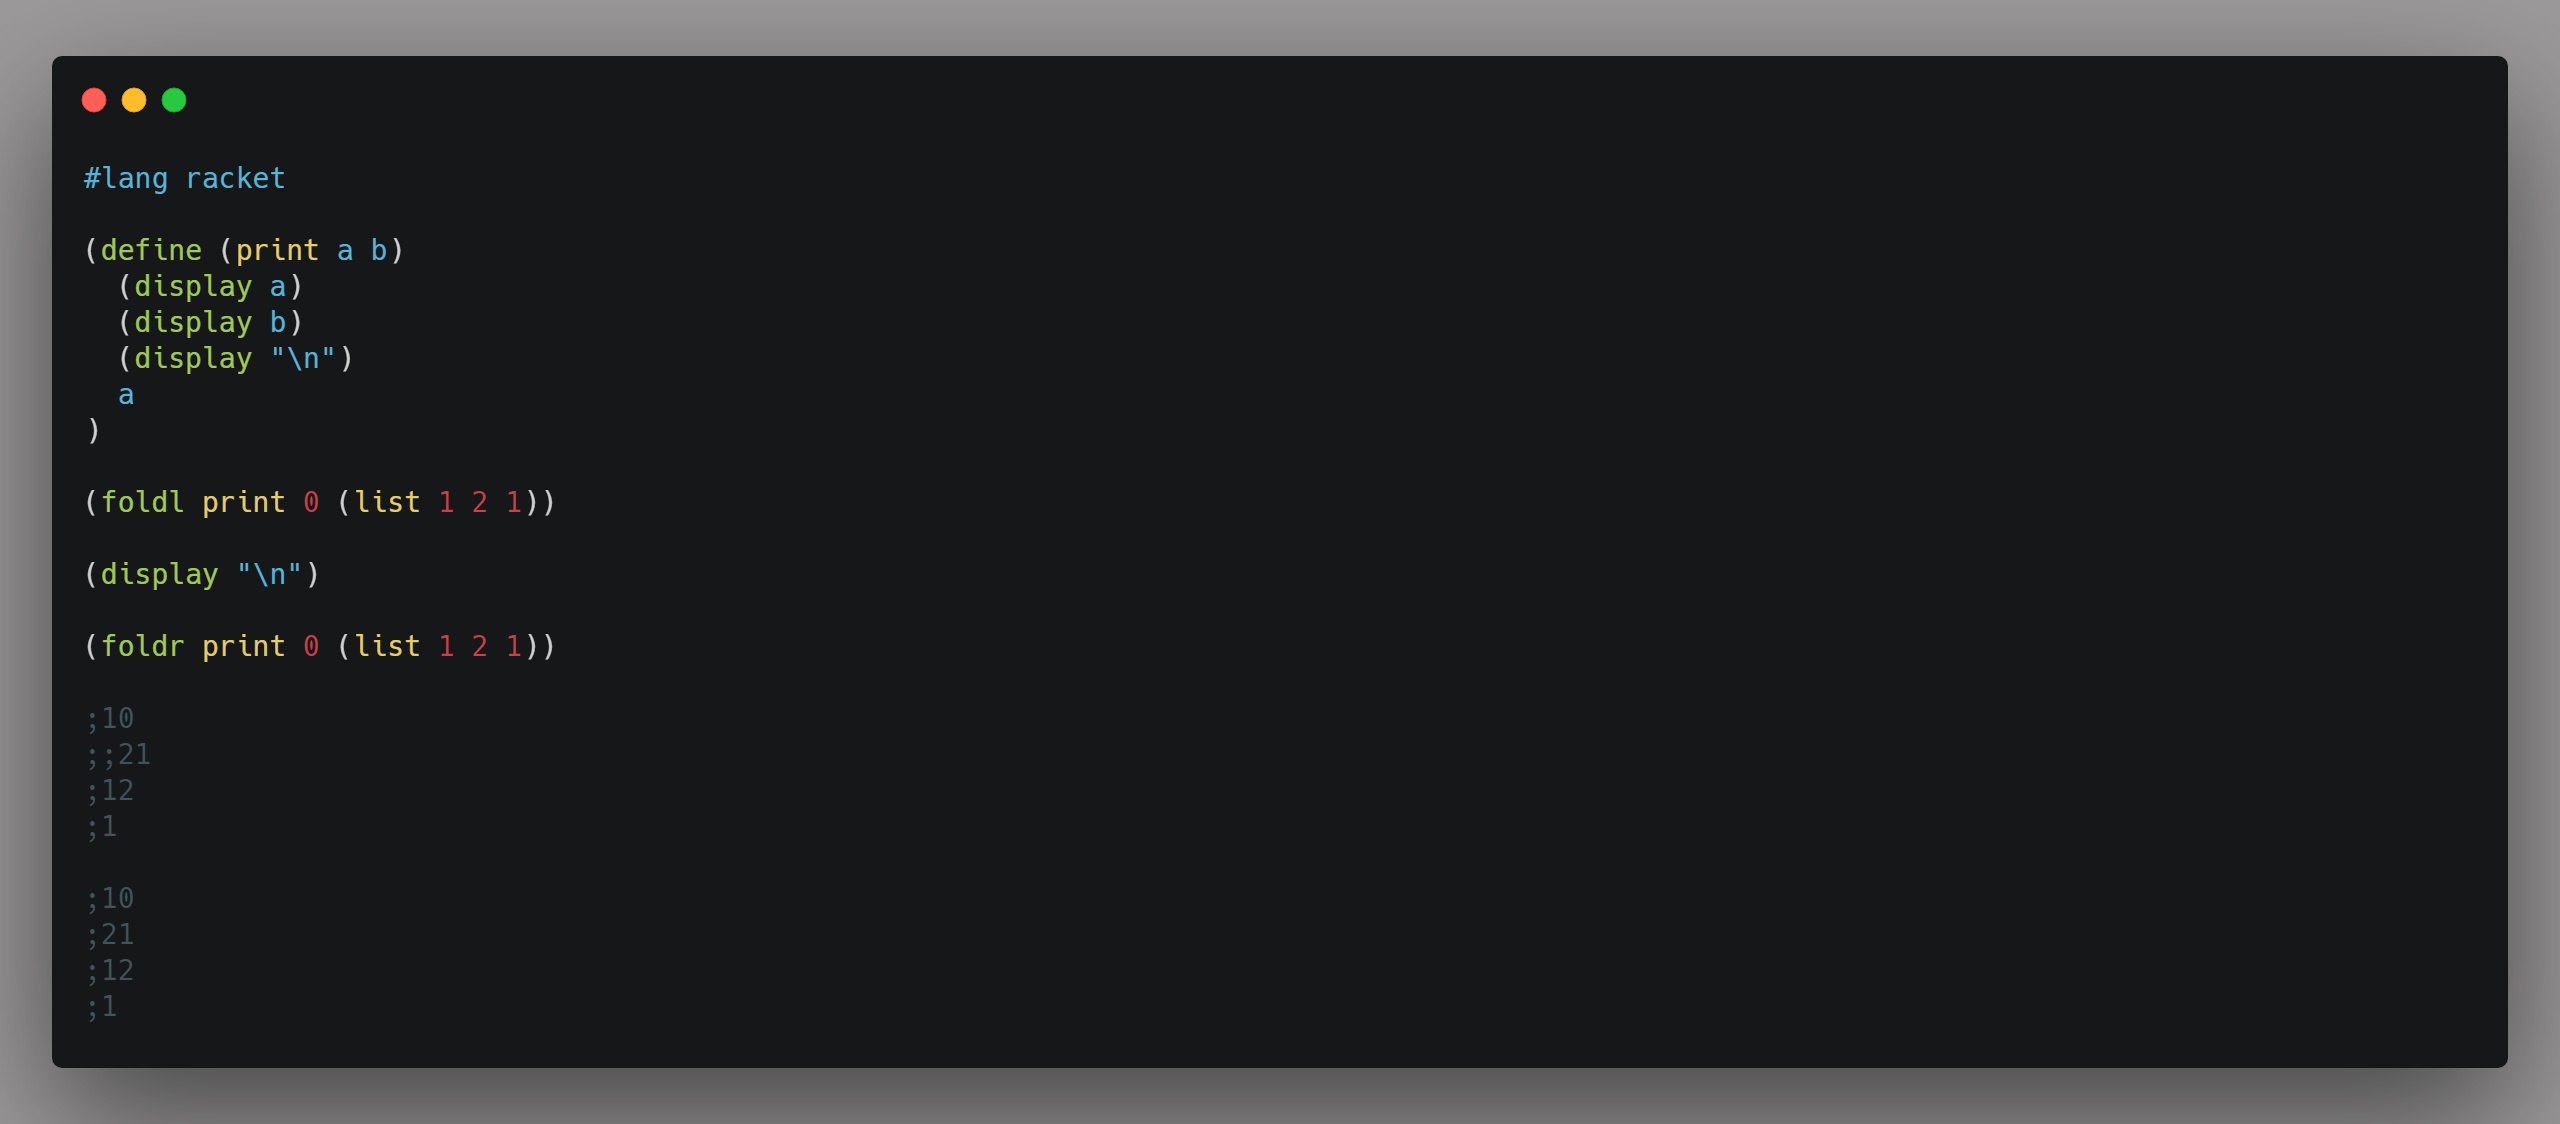 #lang racket
(define (print a b)
  (display a)
  (display b)
  (display "\n")
  a
)
(foldl print 0 (list 1 2 1))
(display "\n")
(foldr print 0 (list 1 2 1))
;10
;;21
;12
;1
;10
;21
;12
;1